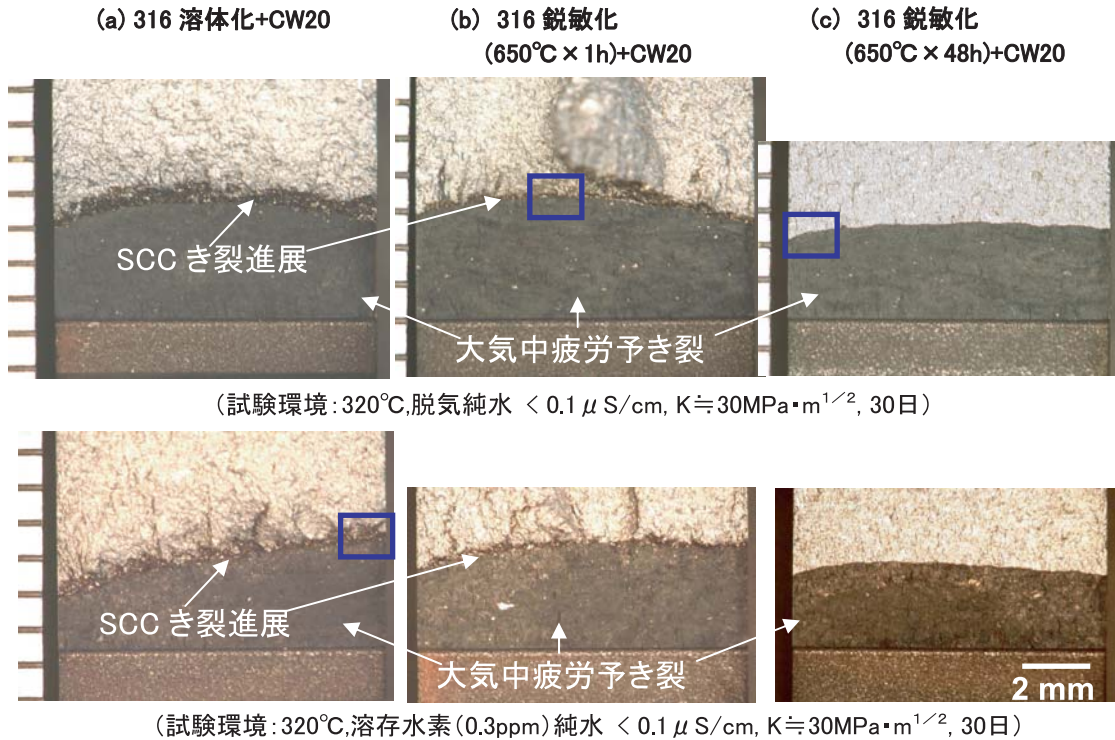 (a) 316 溶体化+CW20
(b) 316 鋭敏化
(650℃×1h)+CW20
(c) 316 鋭敏化
(650℃×48h)+CW20
SCC き裂進展
大気中疲労予き裂
(試験環境:320℃,脱気純水 <0.1μS/cm, K≒30MPa・m^1/2, 30日)
SCC き裂進展
大気中疲労予き裂
2 mm
(試験環境:320℃,溶存水素(0.3ppm)純水 <0.1μS/cm, K≒30MPa・m^1/2, 30日)